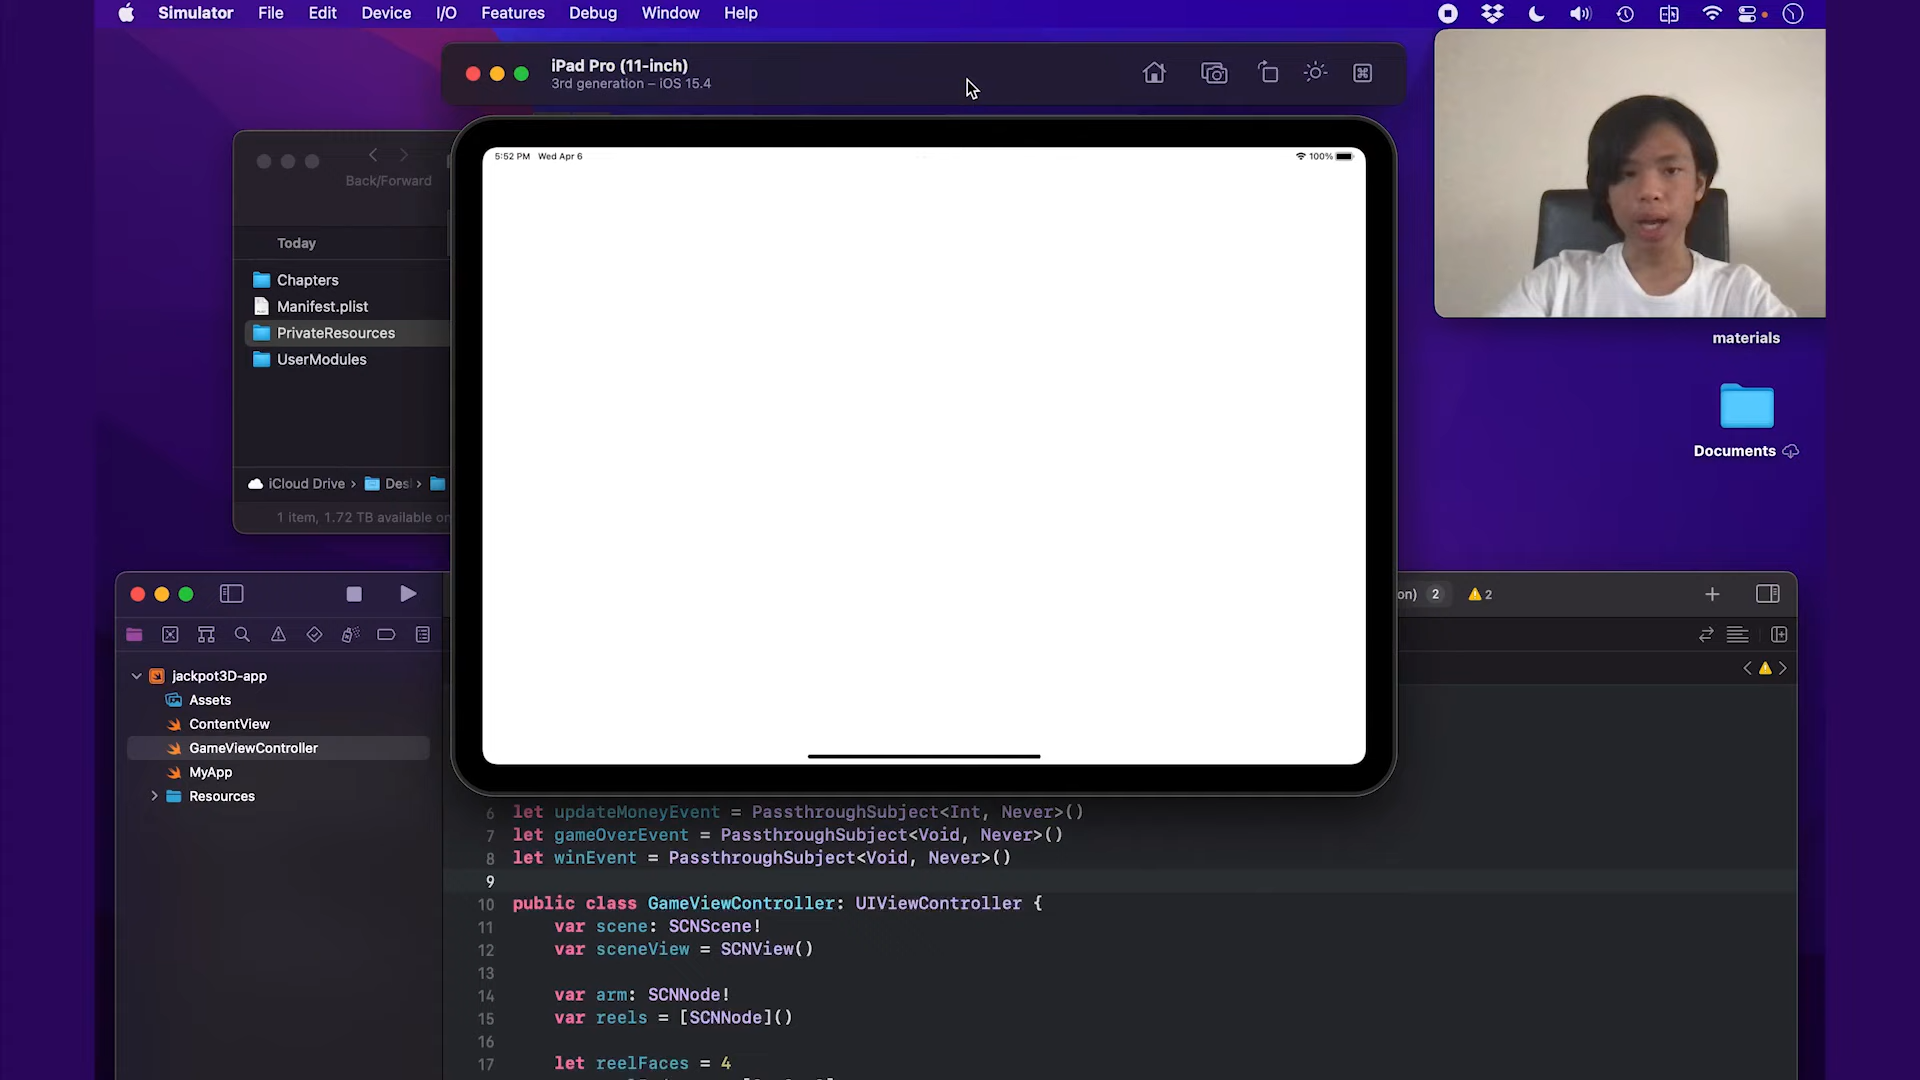 Simulator File Edit Device I/O Features Debug Window Help
iPad Pro (11-inch)
3rd generation – iOS 15.4
5:52 PM Wed Apr 6
100%
Back/Forward
Today
Chapters
Manifest.plist
PrivateResources
UserModules
iCloud Drive › Des ›
1 item, 1.72 TB available on
materials
Documents
on) 2 2
jackpot3D-app
Assets
ContentView
GameViewController
MyApp
Resources
6 let updateMoneyEvent = PassthroughSubject<Int, Never>()
7 let gameOverEvent = PassthroughSubject<Void, Never>()
8 let winEvent = PassthroughSubject<Void, Never>()
9
10 public class GameViewController: UIViewController {
11 var scene: SCNScene!
12 var sceneView = SCNView()
13
14 var arm: SCNNode!
15 var reels = [SCNNode]()
16
17 let reelFaces = 4